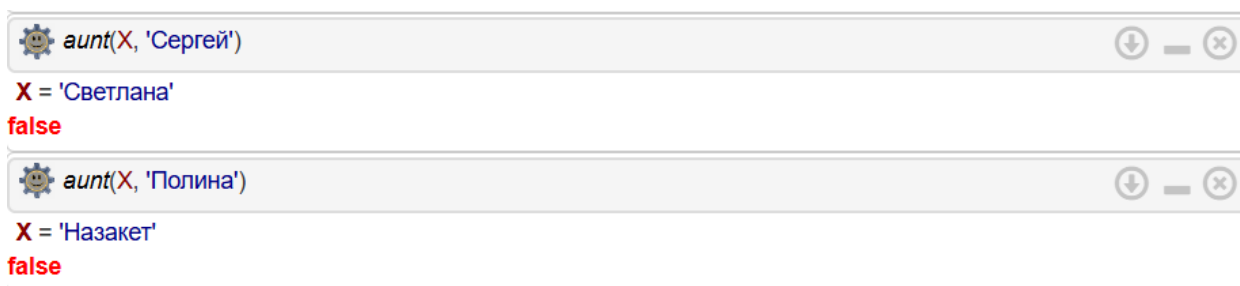 aunt(X, 'Сергей')
X = 'Светлана'
false
aunt(X, 'Полина')
X = 'Назакет'
false